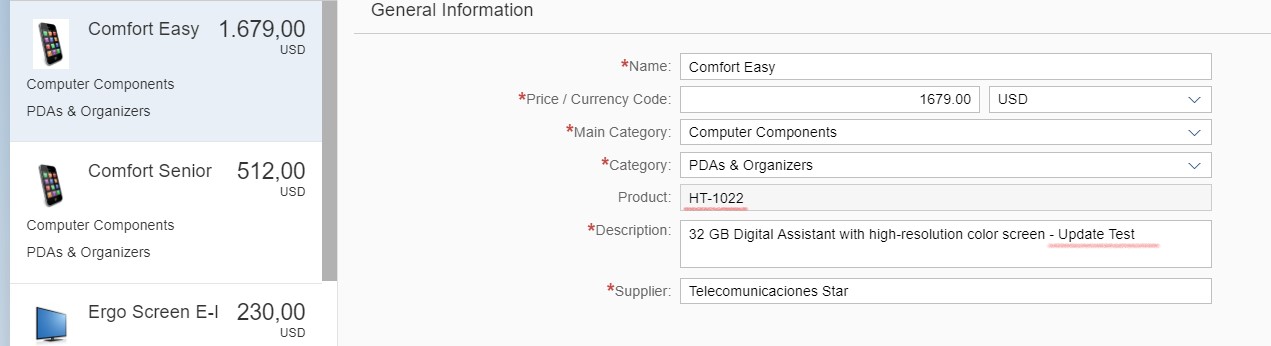 Comfort Easy 1.679,00
USD
Computer Components
PDAs & Organizers
Comfort Senior 512,00
USD
Computer Components
PDAs & Organizers
Ergo Screen E-I 230,00
USD
General Information
*Name: Comfort Easy
*Price / Currency Code: 1679.00 USD
*Main Category: Computer Components
*Category: PDAs & Organizers
Product: HT-1022
*Description: 32 GB Digital Assistant with high-resolution color screen - Update Test
*Supplier: Telecomunicaciones Star